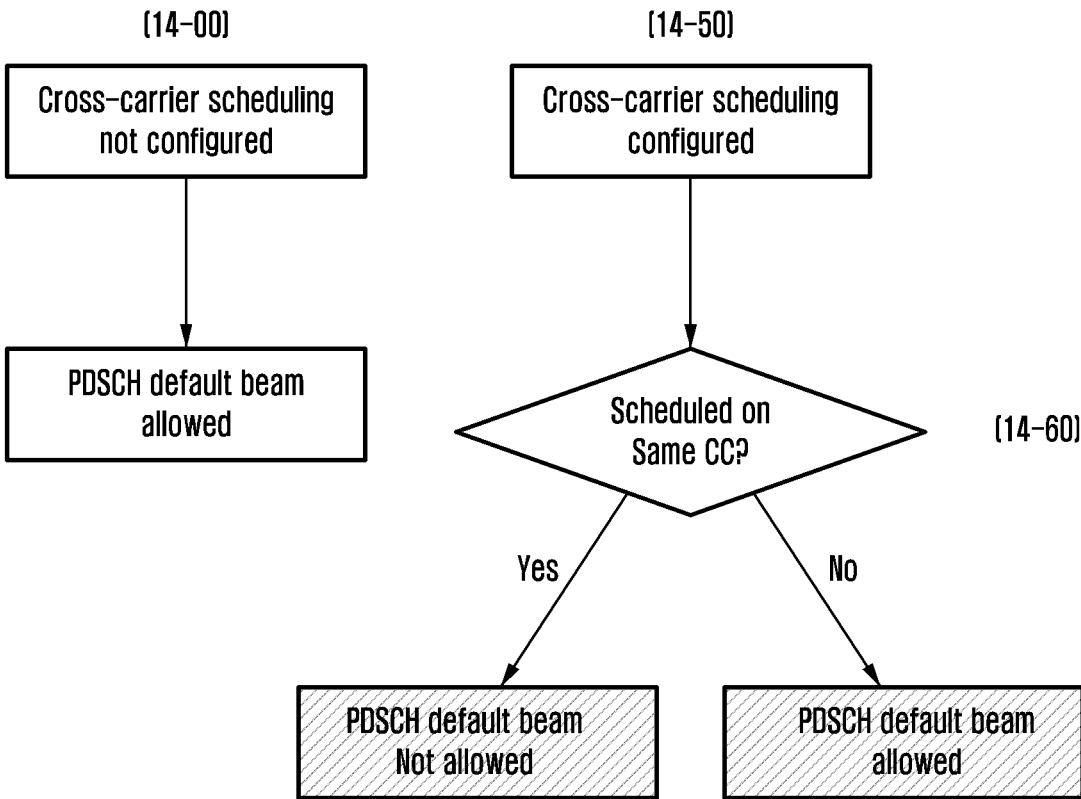 [14-00]
Cross-carrier scheduling
not configured
PDSCH default beam
allowed
[14-50]
Cross-carrier scheduling
configured
Scheduled on
Same CC?
[14-60]
Yes
No
PDSCH default beam
Not allowed
PDSCH default beam
allowed